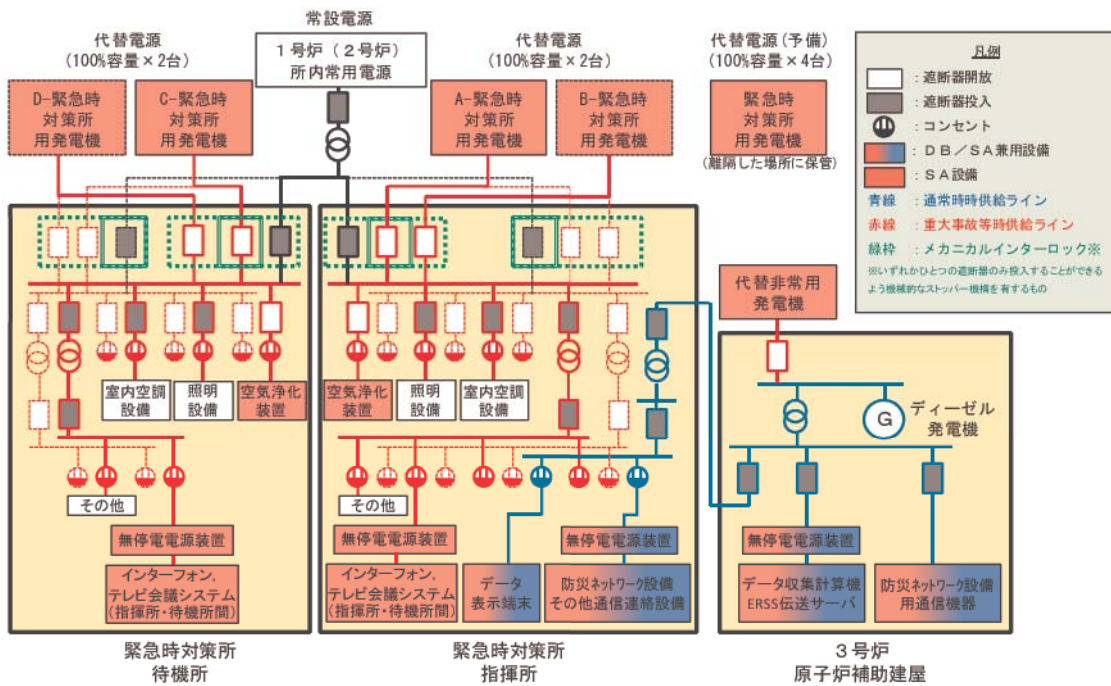 常設電源
代替電源
(100%容量×2台)
1号炉(2号炉)
所内常用電源
代替電源
(100%容量×2台)
代替電源(予備)
(100%容量×4台)
D-緊急時
対策所
用発電機
C-緊急時
対策所
用発電機
A-緊急時
対策所
用発電機
B-緊急時
対策所
用発電機
緊急時
対策所
用発電機
(離隔した場所に保管)
凡例
:遮断器開放
:遮断器投入
:コンセント
:DB/SA兼用設備
:SA設備
青線 :通常時時供給ライン
赤線 :重大事故等時供給ライン
緑枠 :メカニカルインターロック※
※いずれかひとつの遮断器のみ投入することができる
よう機械的なストッパー機構を有するもの
代替非常用
発電機
室内空調
設備
照明
設備
空気浄化
装置
空気浄化
装置
照明
設備
室内空調
設備
G
ディーゼル
発電機
その他
その他
無停電電源装置
無停電電源装置
無停電電源装置
無停電電源装置
インターフォン,
テレビ会議システム
(指揮所・待機所間)
インターフォン,
テレビ会議システム
(指揮所・待機所間)
データ
表示端末
防災ネットワーク設備
その他通信連絡設備
データ収集計算機
ERSS伝送サーバ
防災ネットワーク設備
用通信機器
緊急時対策所
待機所
緊急時対策所
指揮所
3号炉
原子炉補助建屋